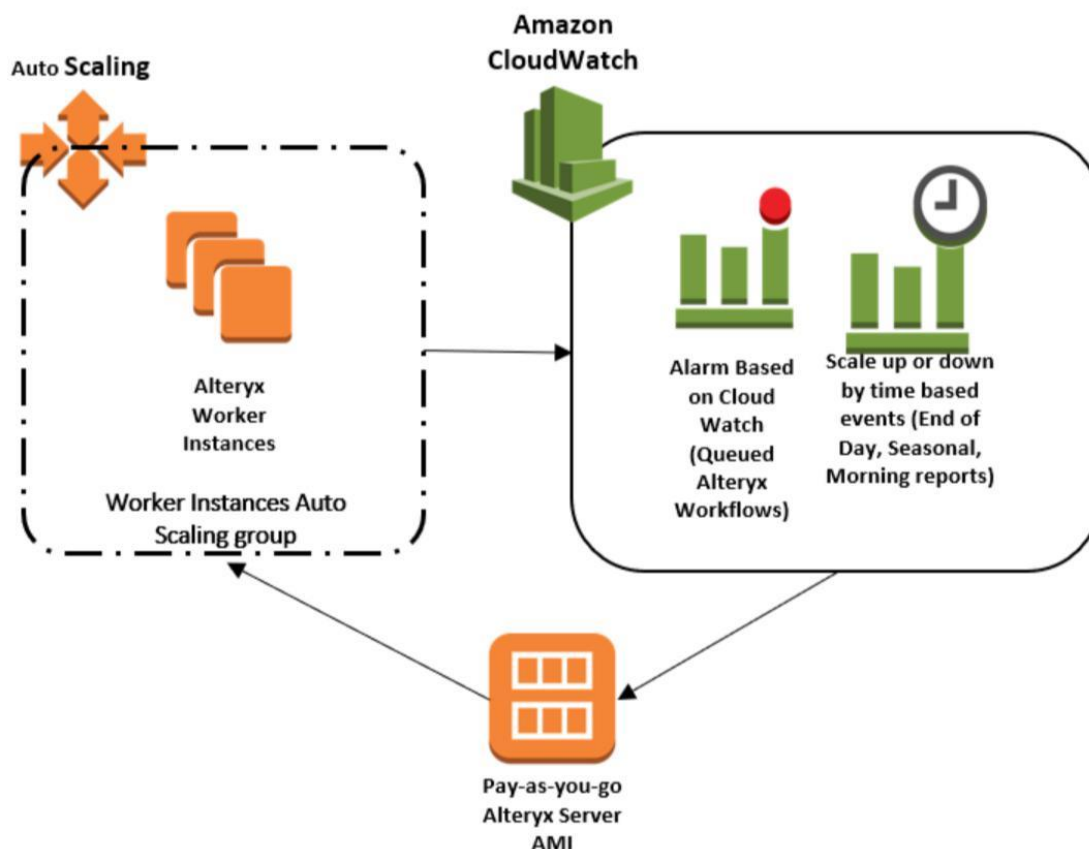 Auto Scaling
Amazon
CloudWatch
Alteryx
Worker
Instances
Worker Instances Auto
Scaling group
Alarm Based
on Cloud
Watch
(Queued
Alteryx
Workflows)
Scale up or down
by time based
events (End of
Day, Seasonal,
Morning reports)
Pay-as-you-go
Alteryx Server
AMI